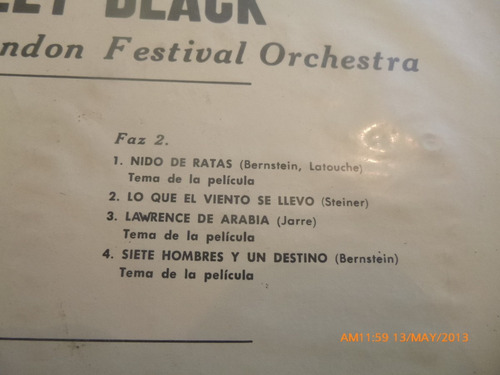 BLACK
ndon Festival Orchestra
Faz 2.
1. NIDO DE RATAS (Bernstein, Latouche)
Tema de la película
2. LO QUE EL VIENTO SE LLEVO (Steiner)
3. LAWRENCE DE ARABIA (Jarre)
Tema de la película
4. SIETE HOMBRES Y UN DESTINO (Bernstein)
Tema de la película
AM11:59 13/MAY/2013